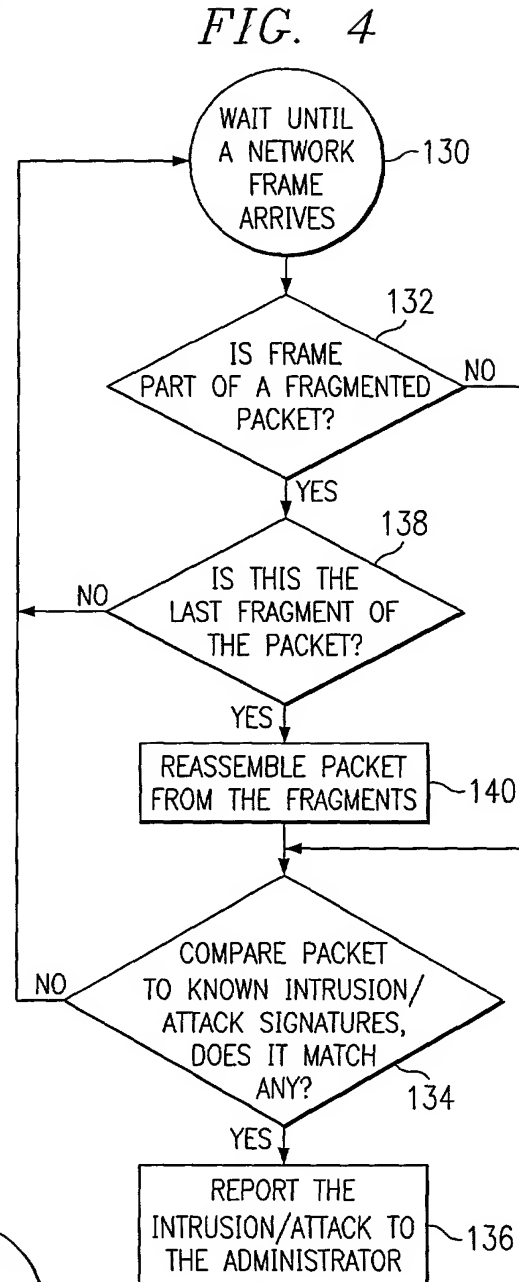 FIG. 4
WAIT UNTIL
A NETWORK
FRAME
ARRIVES
130
132
IS FRAME
PART OF A FRAGMENTED
PACKET?
NO
YES
138
IS THIS THE
LAST FRAGMENT OF
THE PACKET?
NO
YES
REASSEMBLE PACKET
FROM THE FRAGMENTS
140
COMPARE PACKET
TO KNOWN INTRUSION/
ATTACK SIGNATURES,
DOES IT MATCH
ANY?
NO
134
YES
REPORT THE
INTRUSION/ATTACK TO
THE ADMINISTRATOR
136